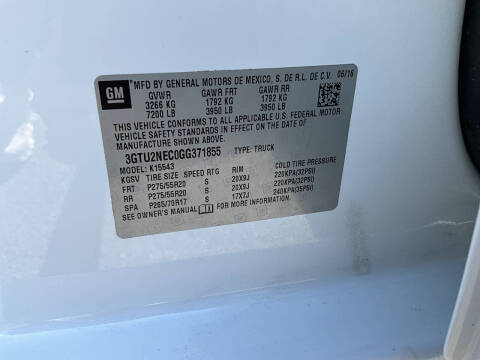 GM MFD BY GENERAL MOTORS DE MEXICO, S. DE R.L. DE C.V. 06/16
GVWR GAWR FRT GAWR RR
3266 KG 1792 KG 1792 KG
7200 LB 3950 LB 3950 LB
THIS VEHICLE CONFORMS TO ALL APPLICABLE U.S. FEDERAL MOTOR
VEHICLE SAFETY STANDARDS IN EFFECT ON THE DATE OF
MANUFACTURE SHOWN ABOVE.
3GTU2NEC0GG371855 TYPE: TRUCK
MODEL: K15543
KGSV TIRE SIZE SPEED RTG RIM COLD TIRE PRESSURE
FRT P275/55R20 S 20X9J 220KPA(32PSI)
RR P275/55R20 S 20X9J 220KPA(32PSI)
SPA P265/70R17 S 17X7J 240KPA(35PSI)
SEE OWNER'S MANUAL FOR MORE INFORMATION.